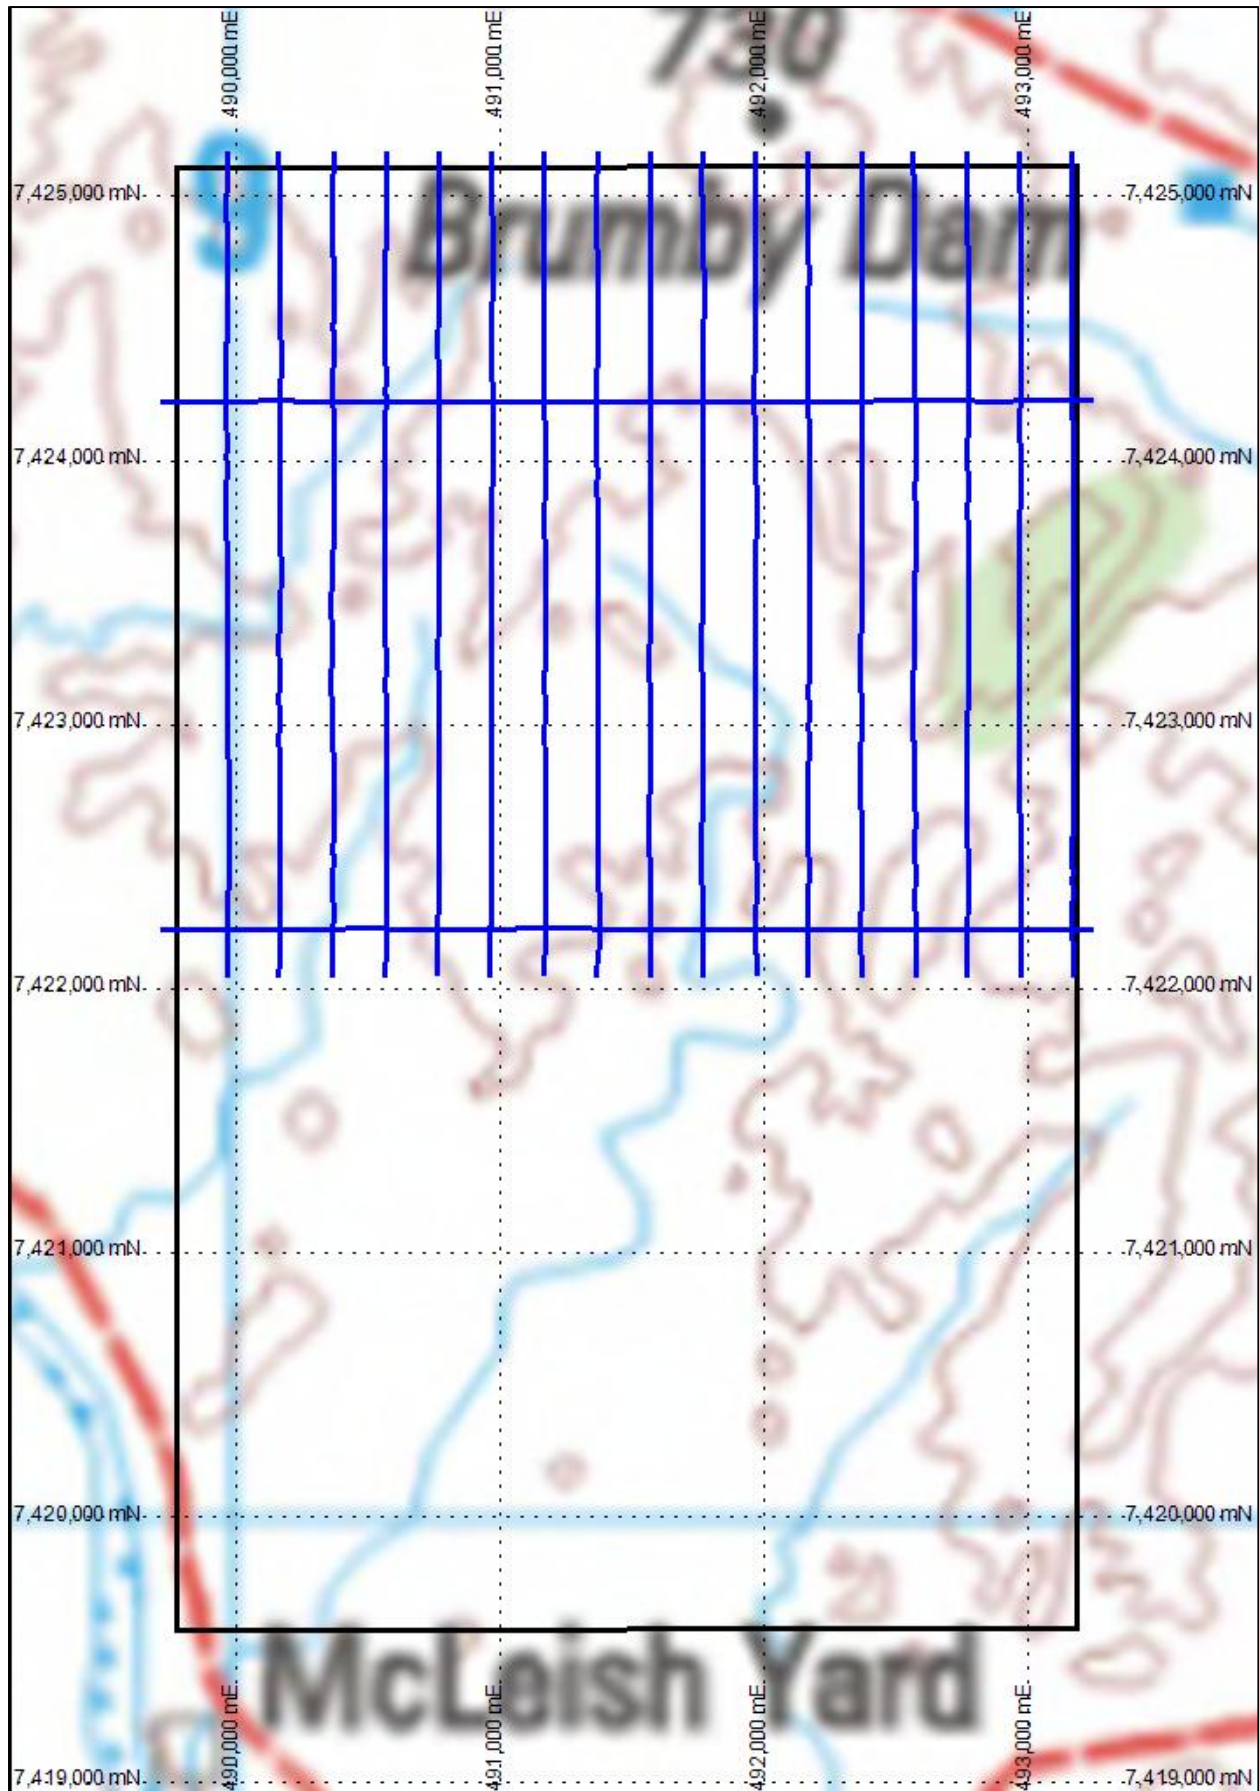 490,000 mE
491,000 mE
492,000 mE
493,000 mE
730
9
7,425,000 mN
Brumby Dam
7,425,000 mN
7,424,000 mN
7,424,000 mN
7,423,000 mN
7,423,000 mN
7,422,000 mN
7,422,000 mN
7,421,000 mN
7,421,000 mN
7,420,000 mN
7,420,000 mN
McLeish Yard
490,000 mE
491,000 mE
492,000 mE
493,000 mE
7,419,000 mN
7,419,000 mN